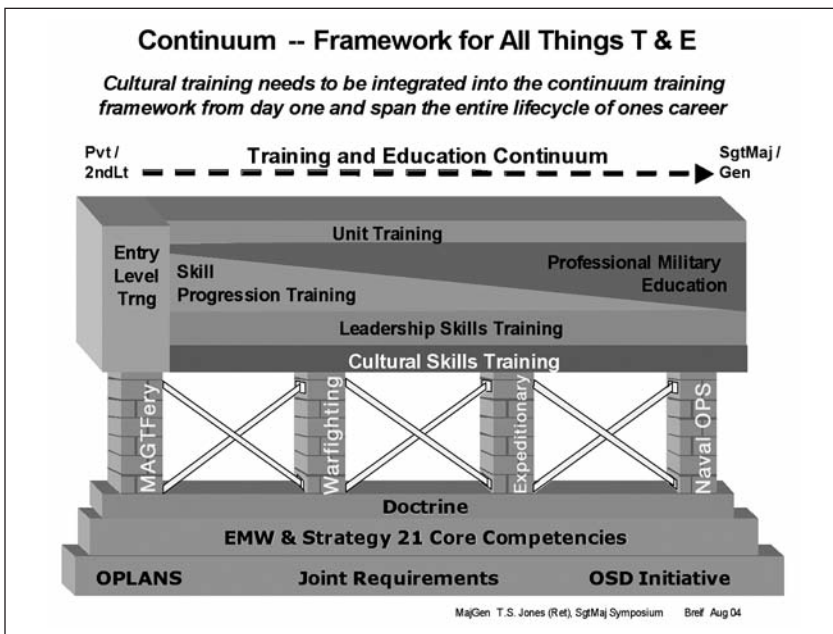 Continuum -- Framework for All Things T & E
Cultural training needs to be integrated into the continuum training
framework from day one and span the entire lifecycle of ones career
Pvt /
2ndLt
Training and Education Continuum
SgtMaj /
Gen
Entry
Level
Trng
Unit Training
Skill
Progression Training
Professional Military
Education
Leadership Skills Training
Cultural Skills Training
MAGTFery
Warfighting
Expeditionary
Naval OPS
Doctrine
EMW & Strategy 21 Core Competencies
OPLANS Joint Requirements OSD Initiative
MajGen T.S. Jones (Ret), SgtMaj Symposium Breif Aug 04